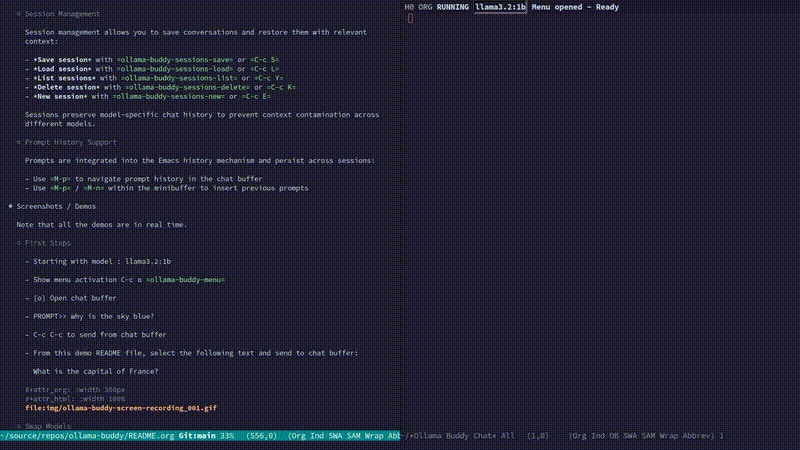 ○ Session Management
Session management allows you to save conversations and restore them with relevant
context:
– *Save session* with =ollama-buddy-sessions-save= or =C-c S=
– *Load session* with =ollama-buddy-sessions-load= or =C-c L=
– *List sessions* with =ollama-buddy-sessions-list= or =C-c Y=
– *Delete session* with =ollama-buddy-sessions-delete= or =C-c K=
– *New session* with =ollama-buddy-sessions-new= or =C-c E=
Sessions preserve model-specific chat history to prevent context contamination across
different models.
○ Prompt History Support
Prompts are integrated into the Emacs history mechanism and persist across sessions:
– Use =M-p= to navigate prompt history in the chat buffer
– Use =M-p= / =M-n= within the minibuffer to insert previous prompts
✳ Screenshots / Demos
Note that all the demos are in real time.
○ First Steps
– Starting with model : llama3.2:1b
– Show menu activation C-c o =ollama-buddy-menu=
– [o] Open chat buffer
– PROMPT>> why is the sky blue?
– C-c C-c to send from chat buffer
– From this demo README file, select the following text and send to chat buffer:
What is the capital of France?
#+attr_org: :width 300px
#+attr_html: :width 100%
file:img/ollama-buddy-screen-recording_001.gif
○ Swap Models
~/source/repos/ollama-buddy/README.org Git:main 33% (556,0) (Org Ind SWA SAM Wrap Abb
H0 ORG RUNNING llama3.2:1b Menu opened – Ready
~/*Ollama Buddy Chat* All (1,0) (Org Ind OB SWA SAM Wrap Abbrev) 1